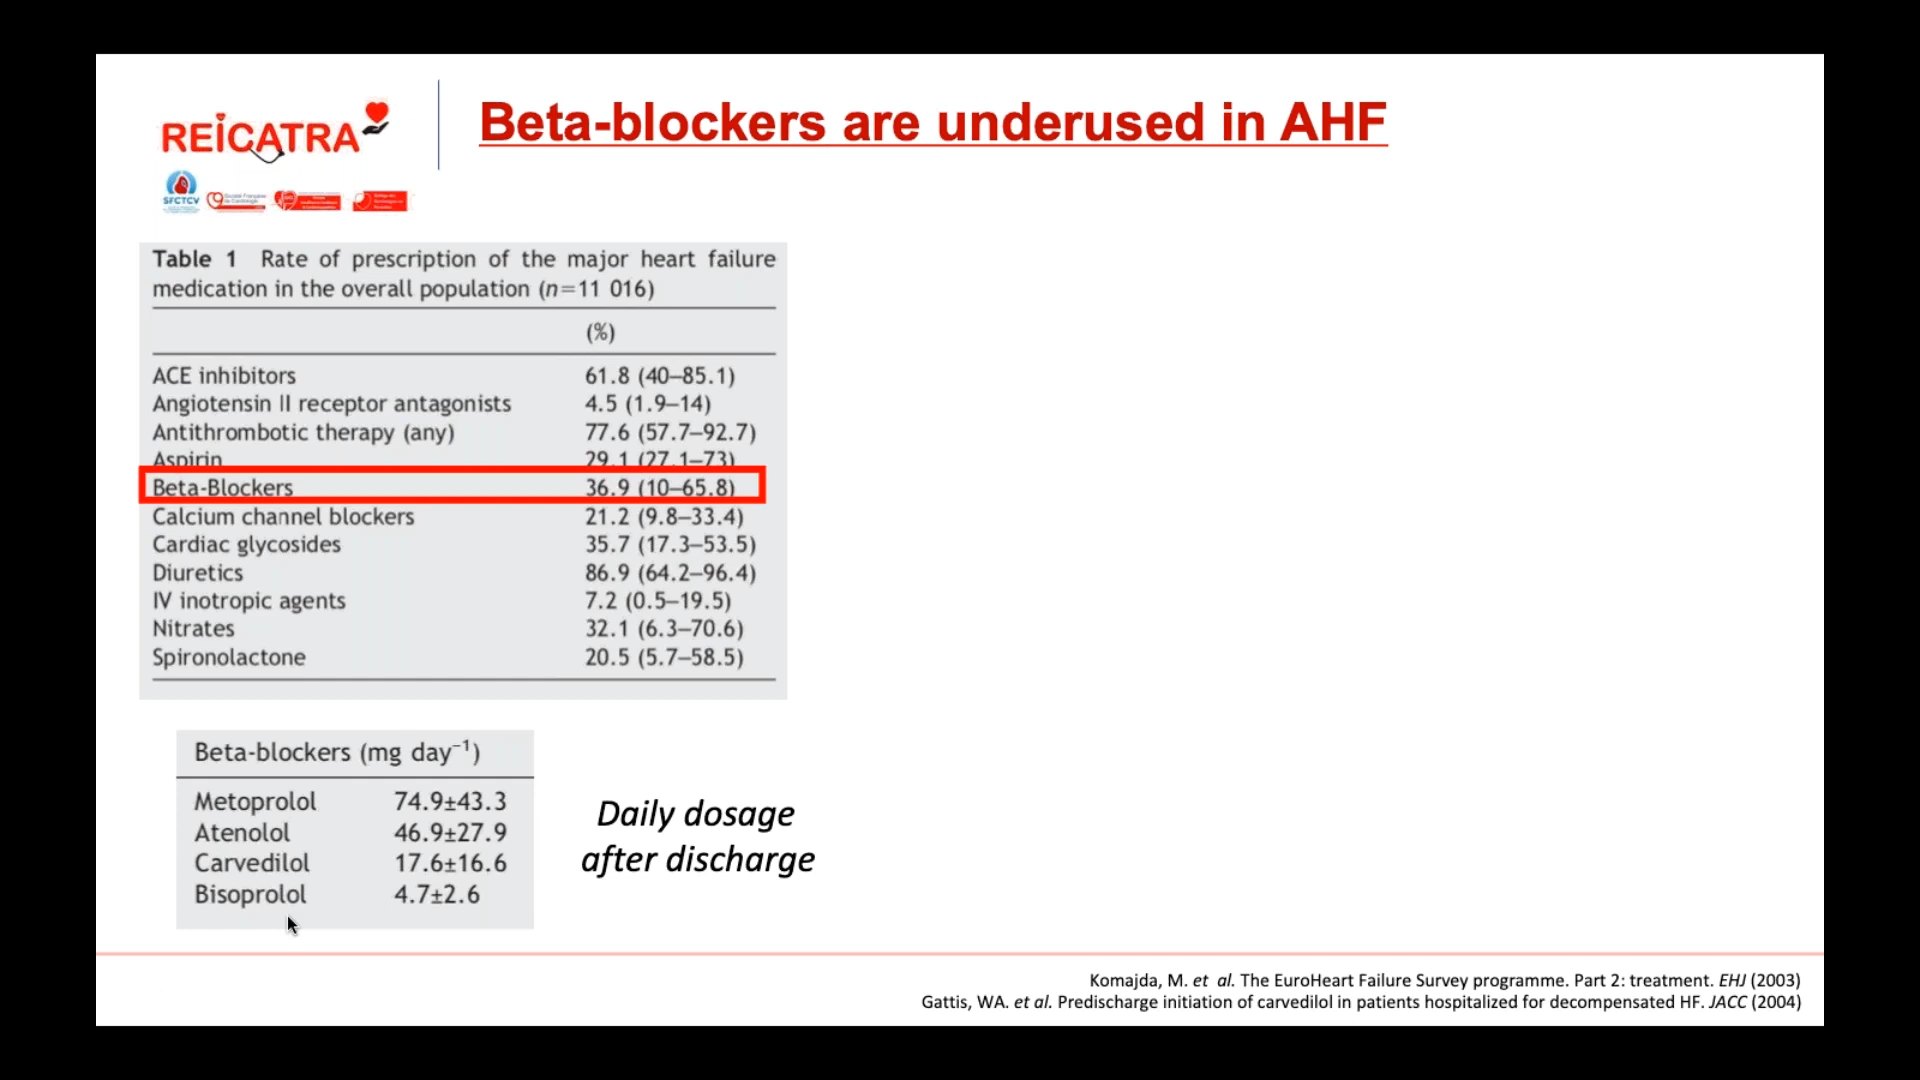 REICATRA
Beta-blockers are underused in AHF
SFCTCV
Table 1 Rate of prescription of the major heart failure
medication in the overall population (n=11 016)
(%)
ACE inhibitors 61.8 (40–85.1)
Angiotensin II receptor antagonists 4.5 (1.9–14)
Antithrombotic therapy (any) 77.6 (57.7–92.7)
Aspirin 29.1 (27.1–73)
Beta-Blockers 36.9 (10–65.8)
Calcium channel blockers 21.2 (9.8–33.4)
Cardiac glycosides 35.7 (17.3–53.5)
Diuretics 86.9 (64.2–96.4)
IV inotropic agents 7.2 (0.5–19.5)
Nitrates 32.1 (6.3–70.6)
Spironolactone 20.5 (5.7–58.5)
Beta-blockers (mg day⁻¹)
Metoprolol 74.9±43.3
Atenolol 46.9±27.9
Carvedilol 17.6±16.6
Bisoprolol 4.7±2.6
Daily dosage
after discharge
Komajda, M. et al. The EuroHeart Failure Survey programme. Part 2: treatment. EHJ (2003)
Gattis, WA. et al. Predischarge initiation of carvedilol in patients hospitalized for decompensated HF. JACC (2004)